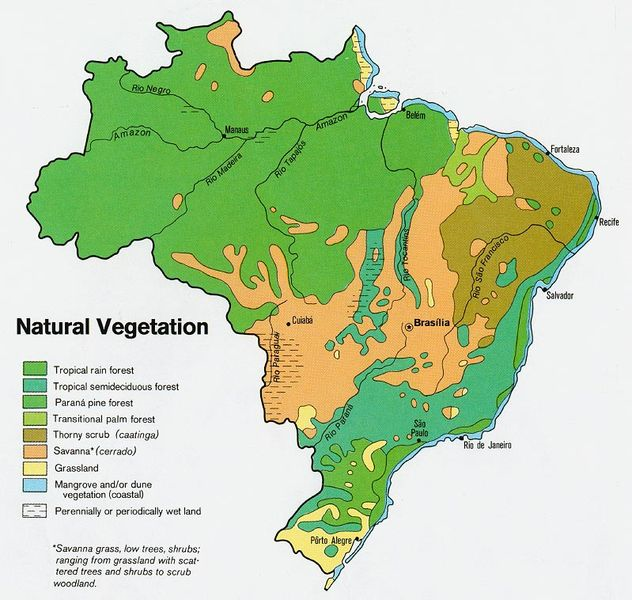 Rio Negro
Amazon
Manaus
Amazon
Rio Madeira
Rio Tapajós
Belém
Fortaleza
Recife
Rio Tocantins
Rio São Francisco
Salvador
Cuiabá
Brasília
Rio Paraguai
Rio Paraná
São
Paulo
Rio de Janeiro
Pôrto Alegre
Natural Vegetation
Tropical rain forest
Tropical semideciduous forest
Paraná pine forest
Transitional palm forest
Thorny scrub (caatinga)
Savanna* (cerrado)
Grassland
Mangrove and/or dune
vegetation (coastal)
Perennially or periodically wet land
*Savanna grass, low trees, shrubs;
ranging from grassland with scat-
tered trees and shrubs to scrub
woodland.